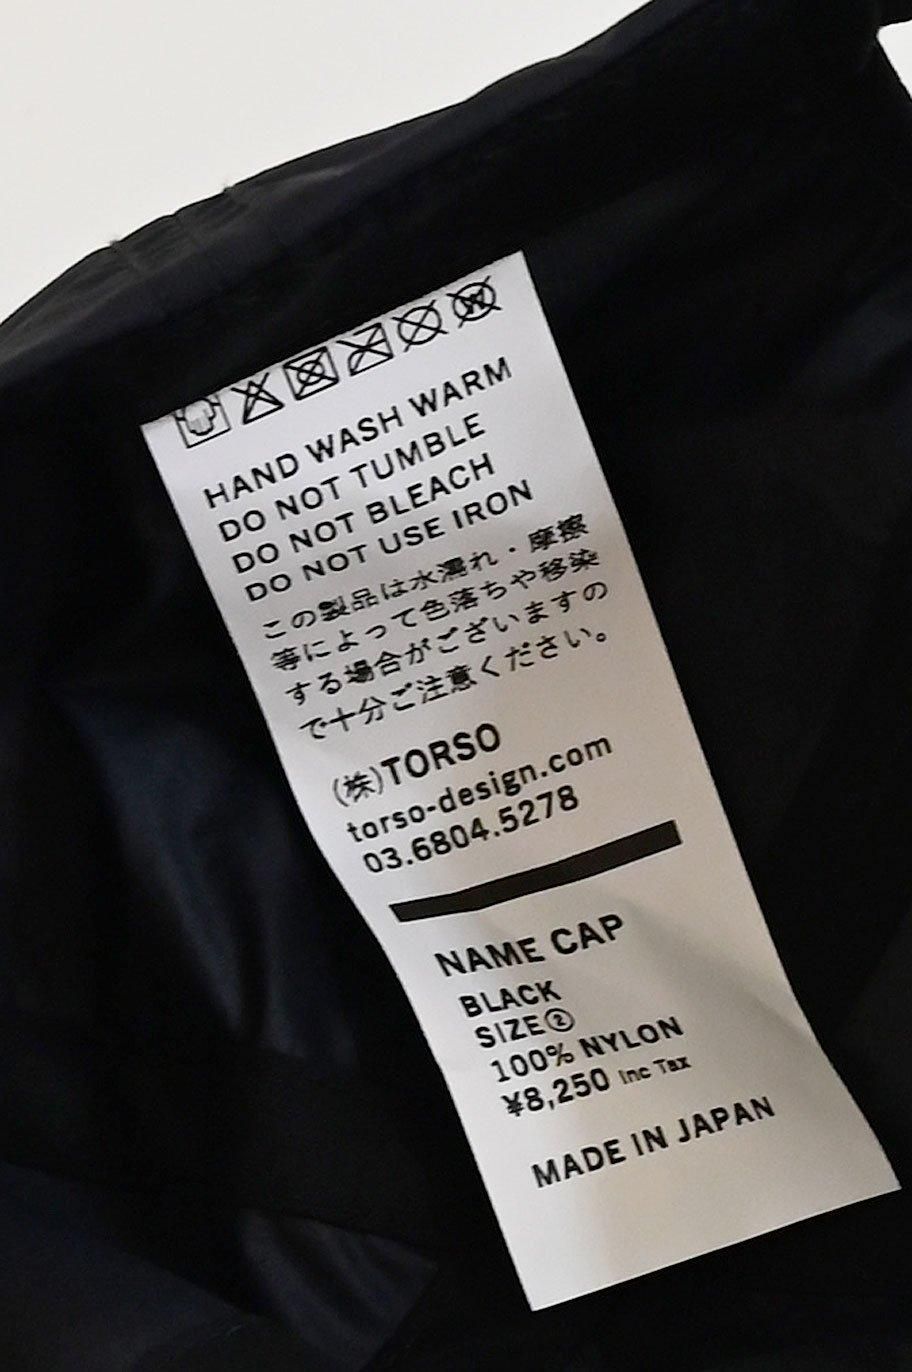 HAND WASH WARM
DO NOT TUMBLE
DO NOT BLEACH
DO NOT USE IRON
この製品は水濡れ・摩擦
等によって色落ちや移染
する場合がございますの
で十分ご注意ください。
(株)TORSO
torso-design.com
03.6804.5278
NAME CAP
BLACK
SIZE②
100% NYLON
¥8,250 Inc Tax
MADE IN JAPAN